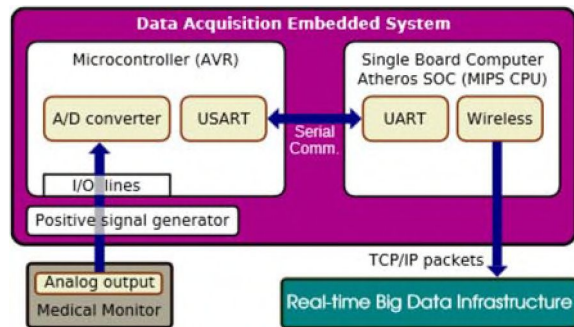 Data Acquisition Embedded System
Microcontroller (AVR)
Single Board Computer
Atheros SOC (MIPS CPU)
A/D converter
USART
Serial
Comm.
UART
Wireless
I/O lines
Positive signal generator
TCP/IP packets
Analog output
Medical Monitor
Real-time Big Data Infrastructure